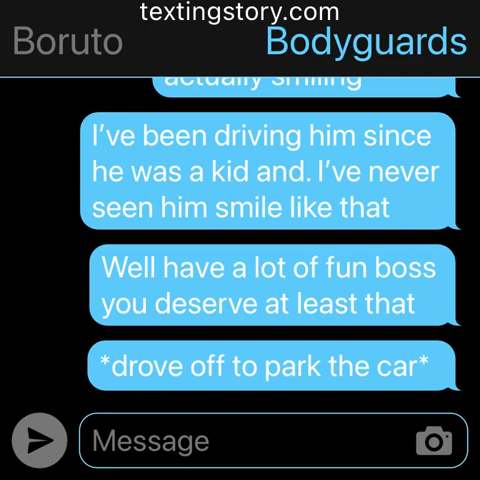 textingstory.com
Boruto Bodyguards
actually smiling
I've been driving him since
he was a kid and. I've never
seen him smile like that
Well have a lot of fun boss
you deserve at least that
*drove off to park the car*
Message